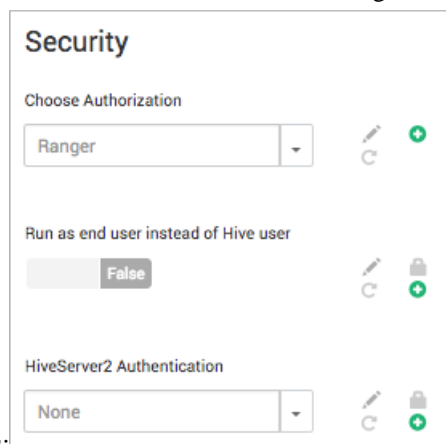 Security
Choose Authorization
Ranger
Run as end user instead of Hive user
False
HiveServer2 Authentication
None